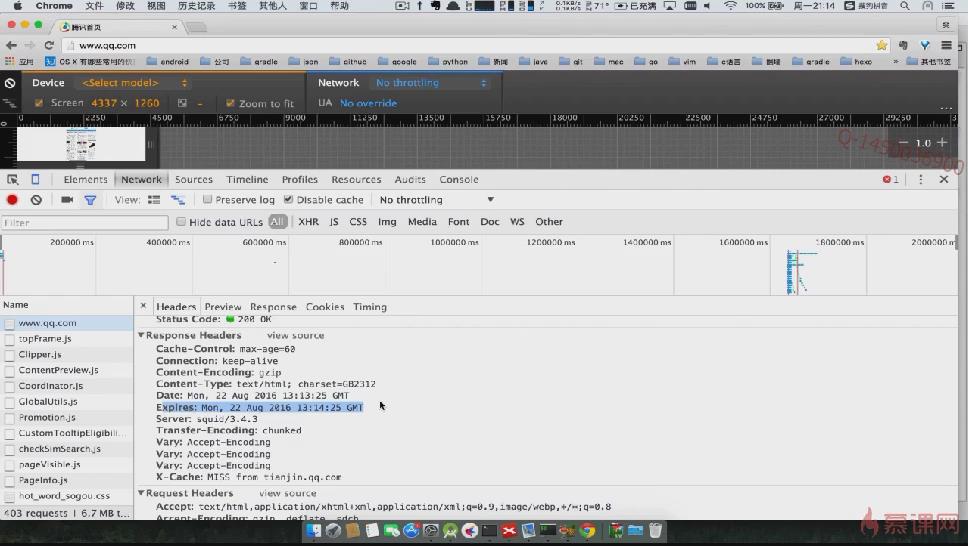 Chrome 文件 修改 视图 历史记录 书签 其他人 窗口 帮助 71° 已充满 100% 周一21:14 搜狗拼音
腾讯首页
www.qq.com
应用 android 公司 gradle json github google python 新闻 java git mac qq vim c语言 gradle hexo » 其他书签
Device <Select model> Network No throttling
Screen 4337 × 1260 - Zoom to fit UA No override ...
0 2250 4500 6750 9000 11250 13500 15750 18000 20250 22500 24750 27000 29250
− 1.0 +
Elements Network Sources Timeline Profiles Resources Audits Console 1
View: Preserve log Disable cache No throttling
Filter Hide data URLs All XHR JS CSS Img Media Font Doc WS Other
200000 ms 400000 ms 600000 ms 800000 ms 1000000 ms 1200000 ms 1400000 ms 1600000 ms 1800000 ms 2000000 ms
Name × Headers Preview Response Cookies Timing
www.qq.com
topFrame.js
Clipper.js
ContentPreview.js
Coordinator.js
GlobalUtils.js
Promotion.js
CustomTooltipEligibili...
checkSimSearch.js
pageVisible.js
PageInfo.js
hot_word_sogou.css
403 requests | 6.7 MB t...
Status Code: 200 OK
Response Headers view source
Cache-Control: max-age=60
Connection: keep-alive
Content-Encoding: gzip
Content-Type: text/html; charset=GB2312
Date: Mon, 22 Aug 2016 13:13:25 GMT
Expires: Mon, 22 Aug 2016 13:14:25 GMT
Server: squid/3.4.3
Transfer-Encoding: chunked
Vary: Accept-Encoding
Vary: Accept-Encoding
Vary: Accept-Encoding
X-Cache: MISS from tianjin.qq.com
Request Headers view source
Accept: text/html,application/xhtml+xml,application/xml;q=0.9,image/webp,*/*;q=0.8
Accept-Encoding: gzip, deflate, sdch
慕课网